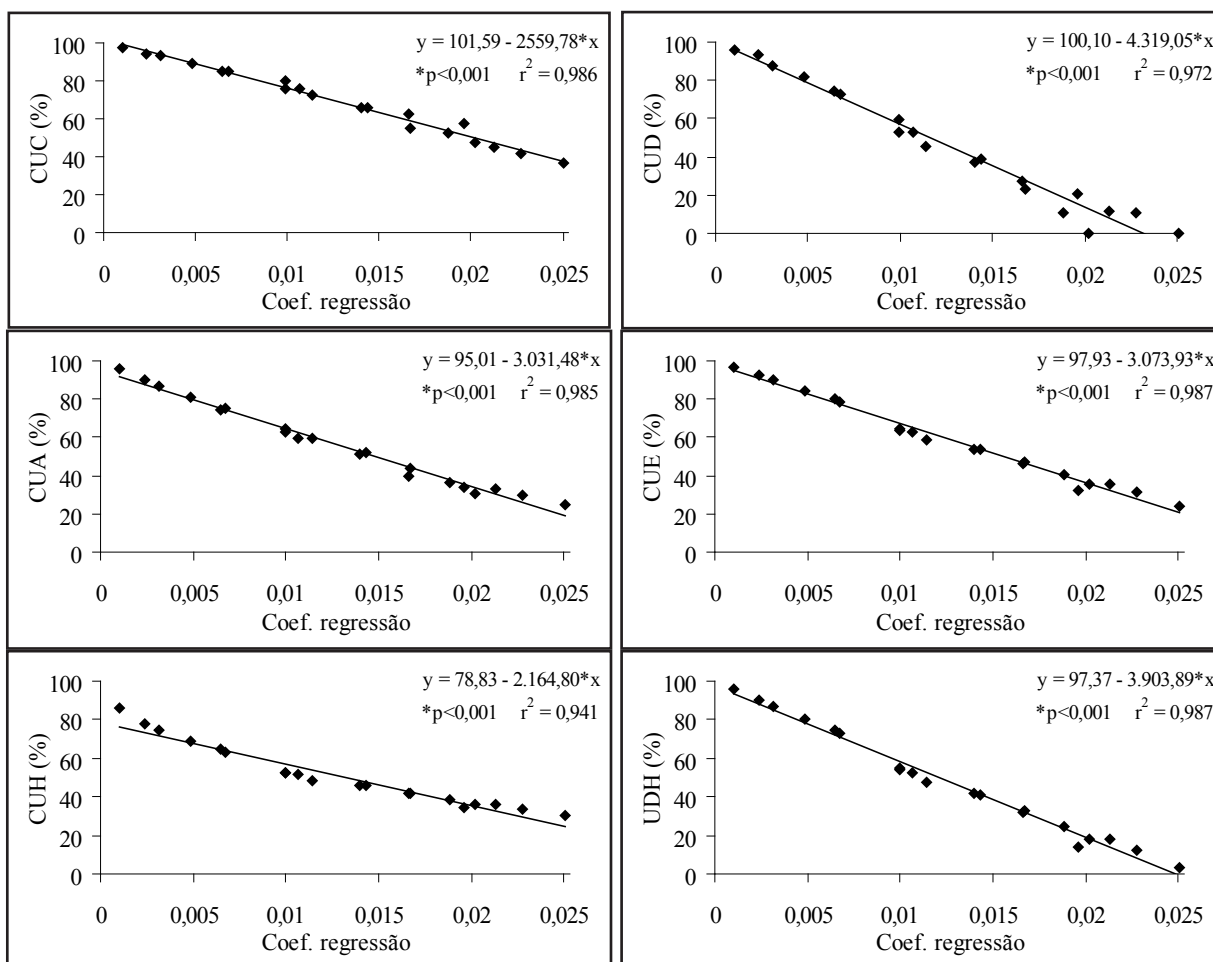 y = 101,59 - 2559,78*x
*p<0,001 r² = 0,986
CUC (%)
100
80
60
40
20
0
0 0,005 0,01 0,015 0,02 0,025
Coef. regressão
y = 100,10 - 4.319,05*x
*p<0,001 r² = 0,972
CUD (%)
100
80
60
40
20
0
0 0,005 0,01 0,015 0,02 0,025
Coef. regressão
y = 95,01 - 3.031,48*x
*p<0,001 r² = 0,985
CUA (%)
100
80
60
40
20
0
0 0,005 0,01 0,015 0,02 0,025
Coef. regressão
y = 97,93 - 3.073,93*x
*p<0,001 r² = 0,987
CUE (%)
100
80
60
40
20
0
0 0,005 0,01 0,015 0,02 0,025
Coef. regressão
y = 78,83 - 2.164,80*x
*p<0,001 r² = 0,941
CUH (%)
100
80
60
40
20
0
0 0,005 0,01 0,015 0,02 0,025
Coef. regressão
y = 97,37 - 3.903,89*x
*p<0,001 r² = 0,987
UDH (%)
100
80
60
40
20
0
0 0,005 0,01 0,015 0,02 0,025
Coef. regressão